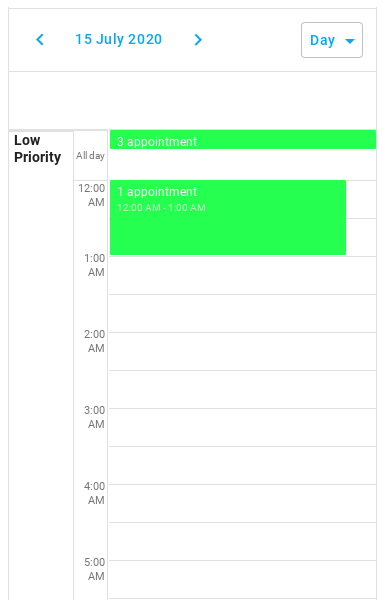 15 July 2020
Day
Low
Priority
All day
3 appointment
12:00
AM
1 appointment
12:00 AM - 1:00 AM
1:00
AM
2:00
AM
3:00
AM
4:00
AM
5:00
AM